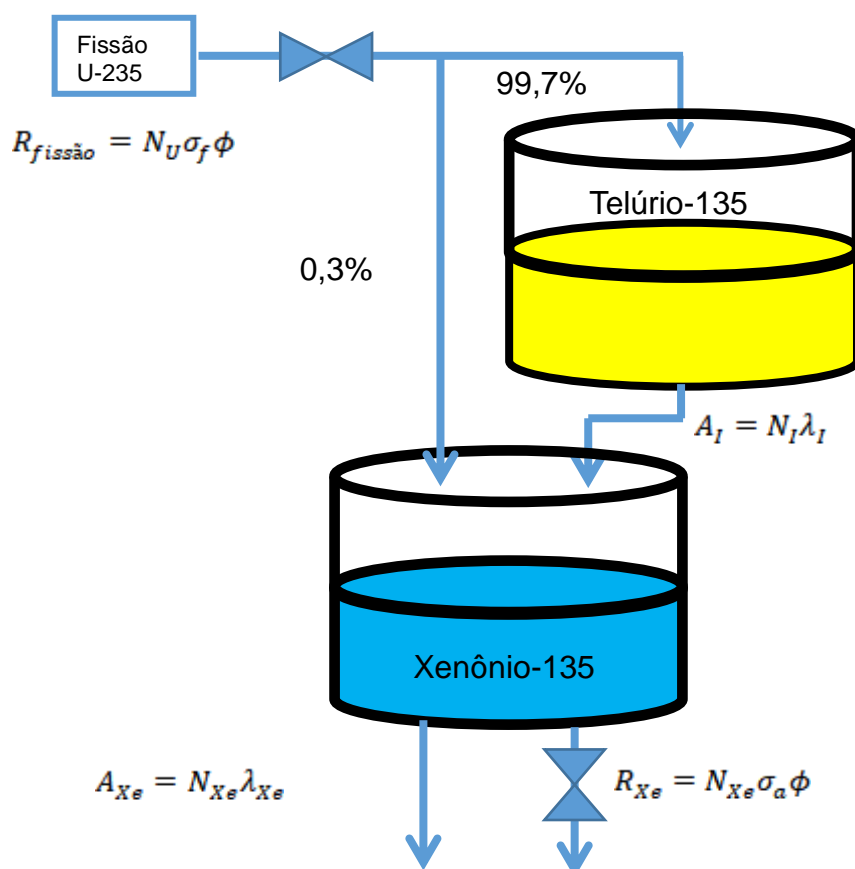 Fissão
U-235
99,7%
R_{fissão} = N_U σ_f ϕ
Telúrio-135
0,3%
A_I = N_I λ_I
Xenônio-135
A_{Xe} = N_{Xe} λ_{Xe}
R_{Xe} = N_{Xe} σ_a ϕ